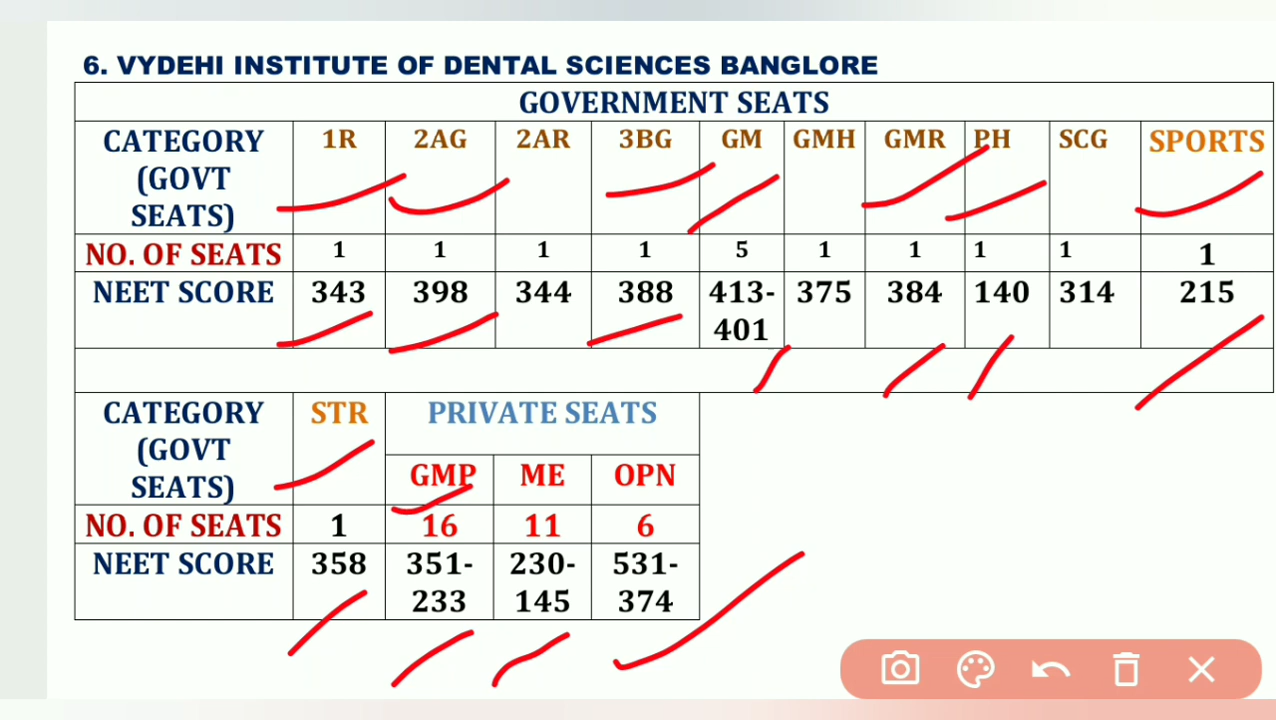 6. VYDEHI INSTITUTE OF DENTAL SCIENCES BANGLORE
GOVERNMENT SEATS
CATEGORY (GOVT SEATS) 1R 2AG 2AR 3BG GM GMH GMR PH SCG SPORTS
NO. OF SEATS 1 1 1 1 5 1 1 1 1 1
NEET SCORE 343 398 344 388 413-401 375 384 140 314 215
CATEGORY (GOVT SEATS) STR PRIVATE SEATS
GMP ME OPN
NO. OF SEATS 1 16 11 6
NEET SCORE 358 351-233 230-145 531-374